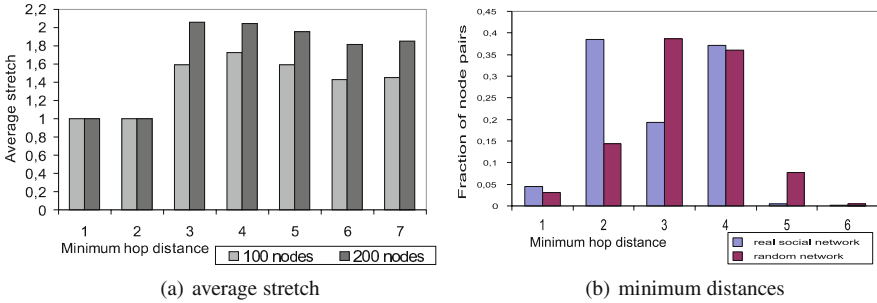 2,2
2
1,8
1,6
1,4
1,2
1
0,8
0,6
0,4
0,2
0
Average stretch
1 2 3 4 5 6 7
Minimum hop distance
100 nodes 200 nodes
(a) average stretch
0,45
0,4
0,35
0,3
0,25
0,2
0,15
0,1
0,05
0
Fraction of node pairs
1 2 3 4 5 6
Minimum hop distance
real social network
random network
(b) minimum distances